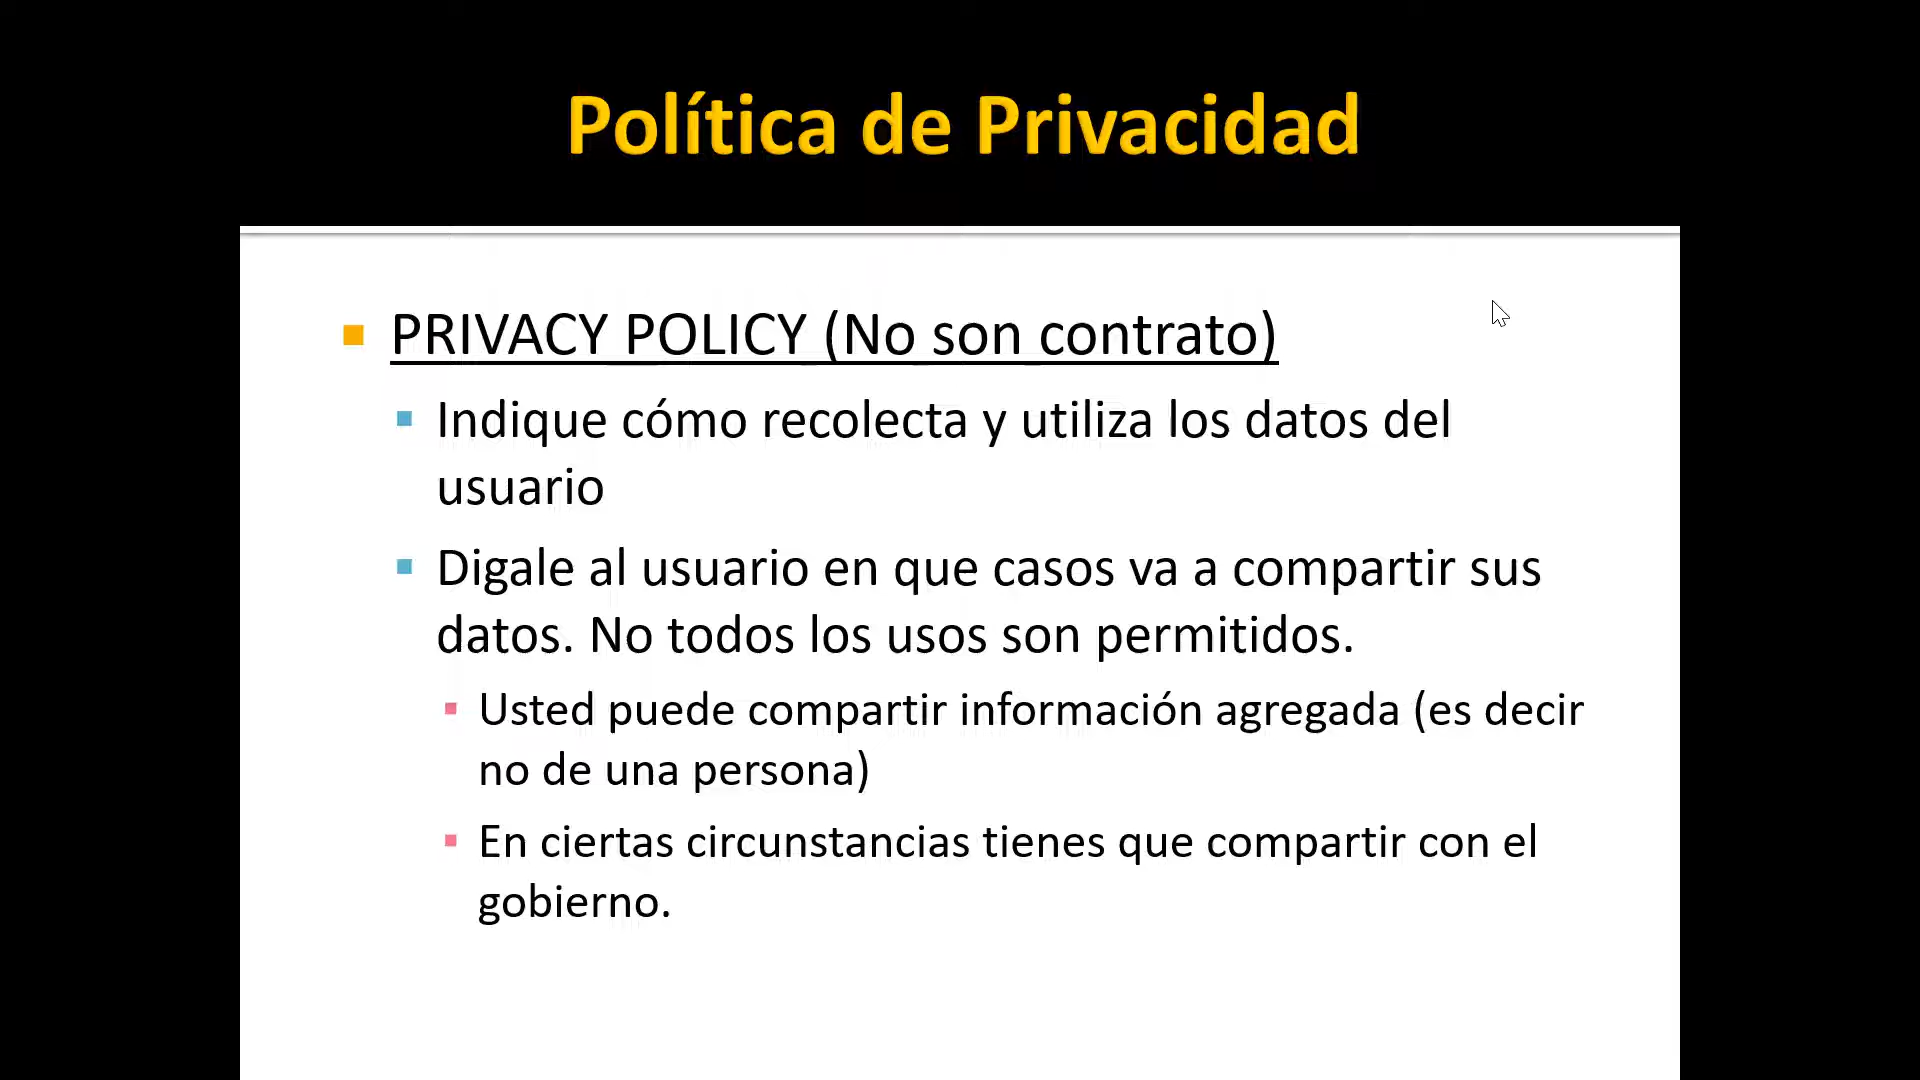 Política de Privacidad
PRIVACY POLICY (No son contrato)
Indique cómo recolecta y utiliza los datos del
usuario
Digale al usuario en que casos va a compartir sus
datos. No todos los usos son permitidos.
Usted puede compartir información agregada (es decir
no de una persona)
En ciertas circunstancias tienes que compartir con el
gobierno.